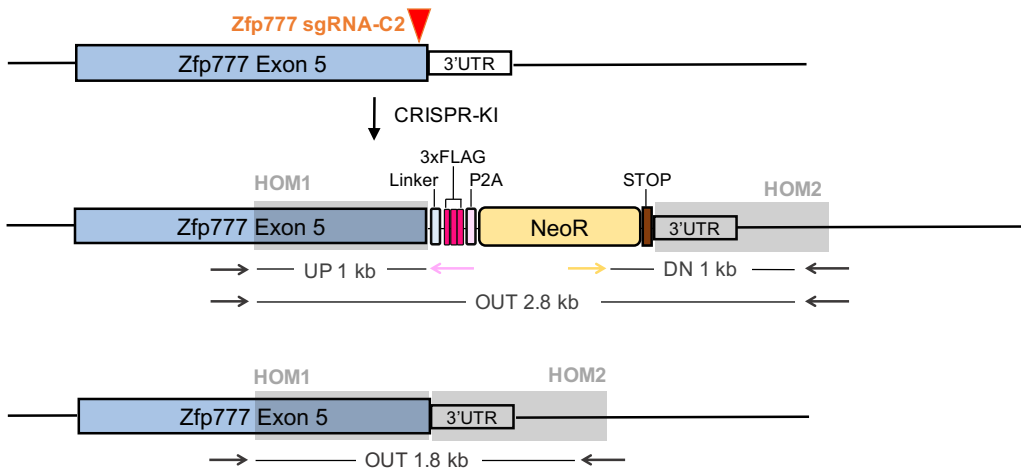 Zfp777 sgRNA-C2
Zfp777 Exon 5
3'UTR
CRISPR-KI
3xFLAG
Linker
P2A
STOP
HOM1
HOM2
Zfp777 Exon 5
NeoR
3'UTR
UP 1 kb
DN 1 kb
OUT 2.8 kb
HOM1
HOM2
Zfp777 Exon 5
3'UTR
OUT 1.8 kb